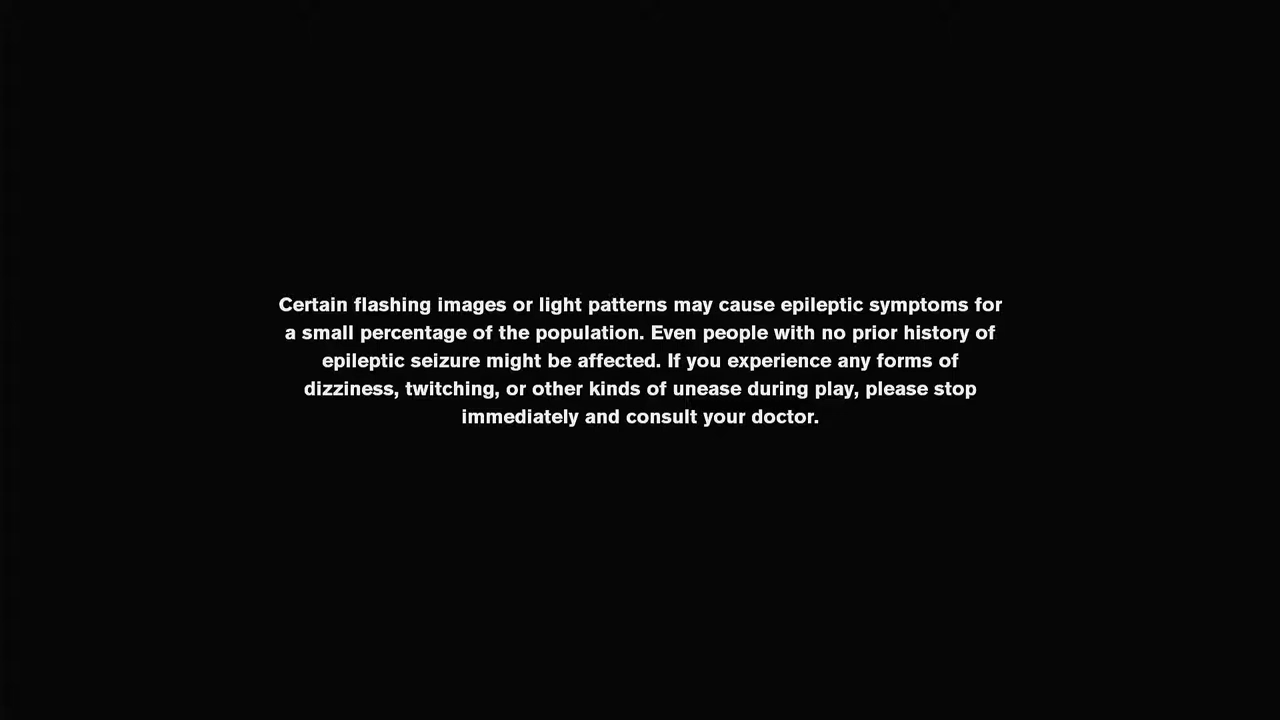 Certain flashing images or light patterns may cause epileptic symptoms for
a small percentage of the population. Even people with no prior history of
epileptic seizure might be affected. If you experience any forms of
dizziness, twitching, or other kinds of unease during play, please stop
immediately and consult your doctor.